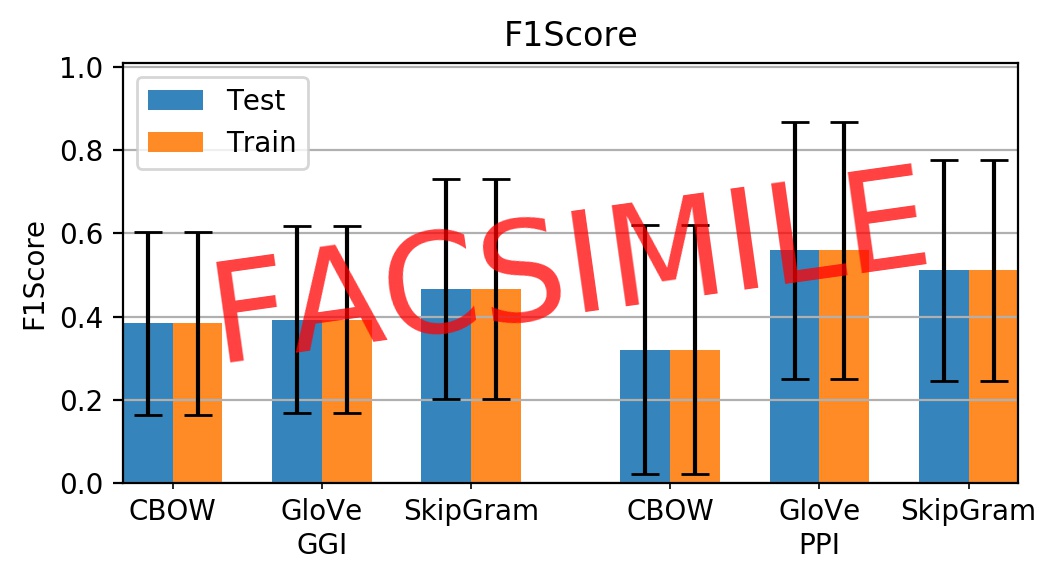 F1Score
1.0
0.8
0.6
0.4
0.2
0.0
F1Score
Test
Train
FACSIMILE
CBOW GloVe SkipGram CBOW GloVe SkipGram
GGI PPI